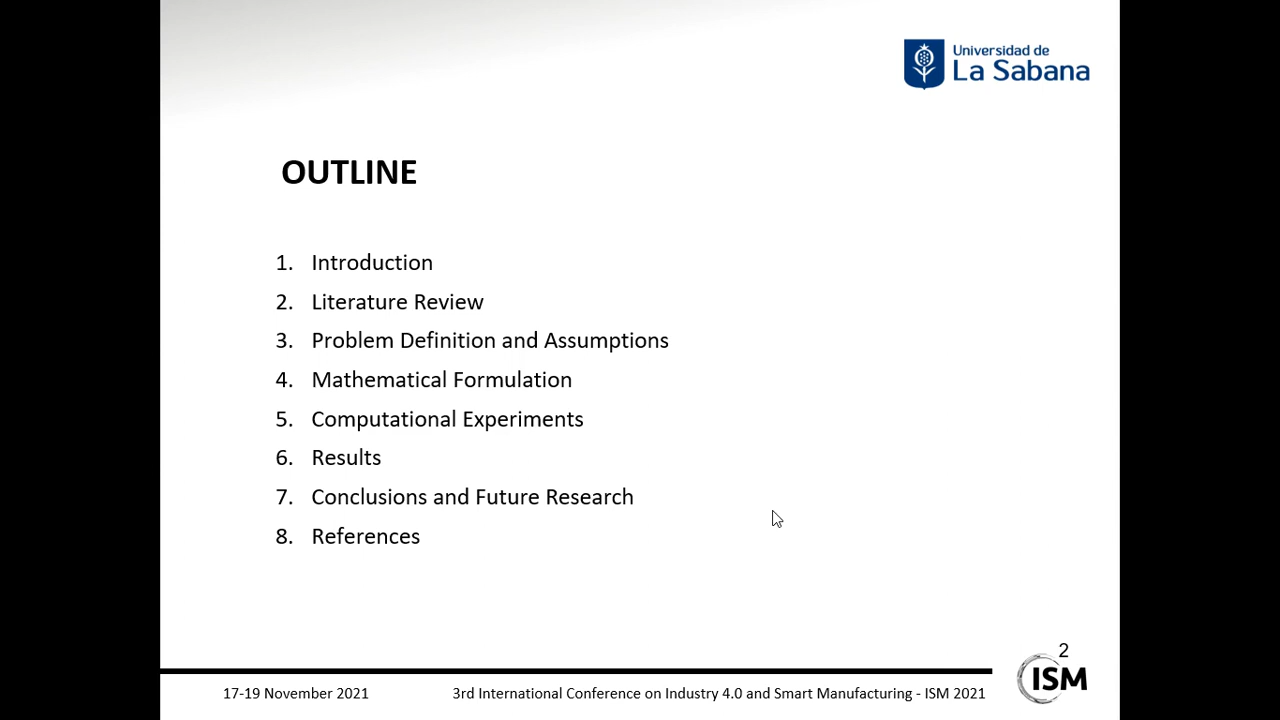 Universidad de
La Sabana
OUTLINE
1. Introduction
2. Literature Review
3. Problem Definition and Assumptions
4. Mathematical Formulation
5. Computational Experiments
6. Results
7. Conclusions and Future Research
8. References
2
17-19 November 2021
3rd International Conference on Industry 4.0 and Smart Manufacturing - ISM 2021
ISM